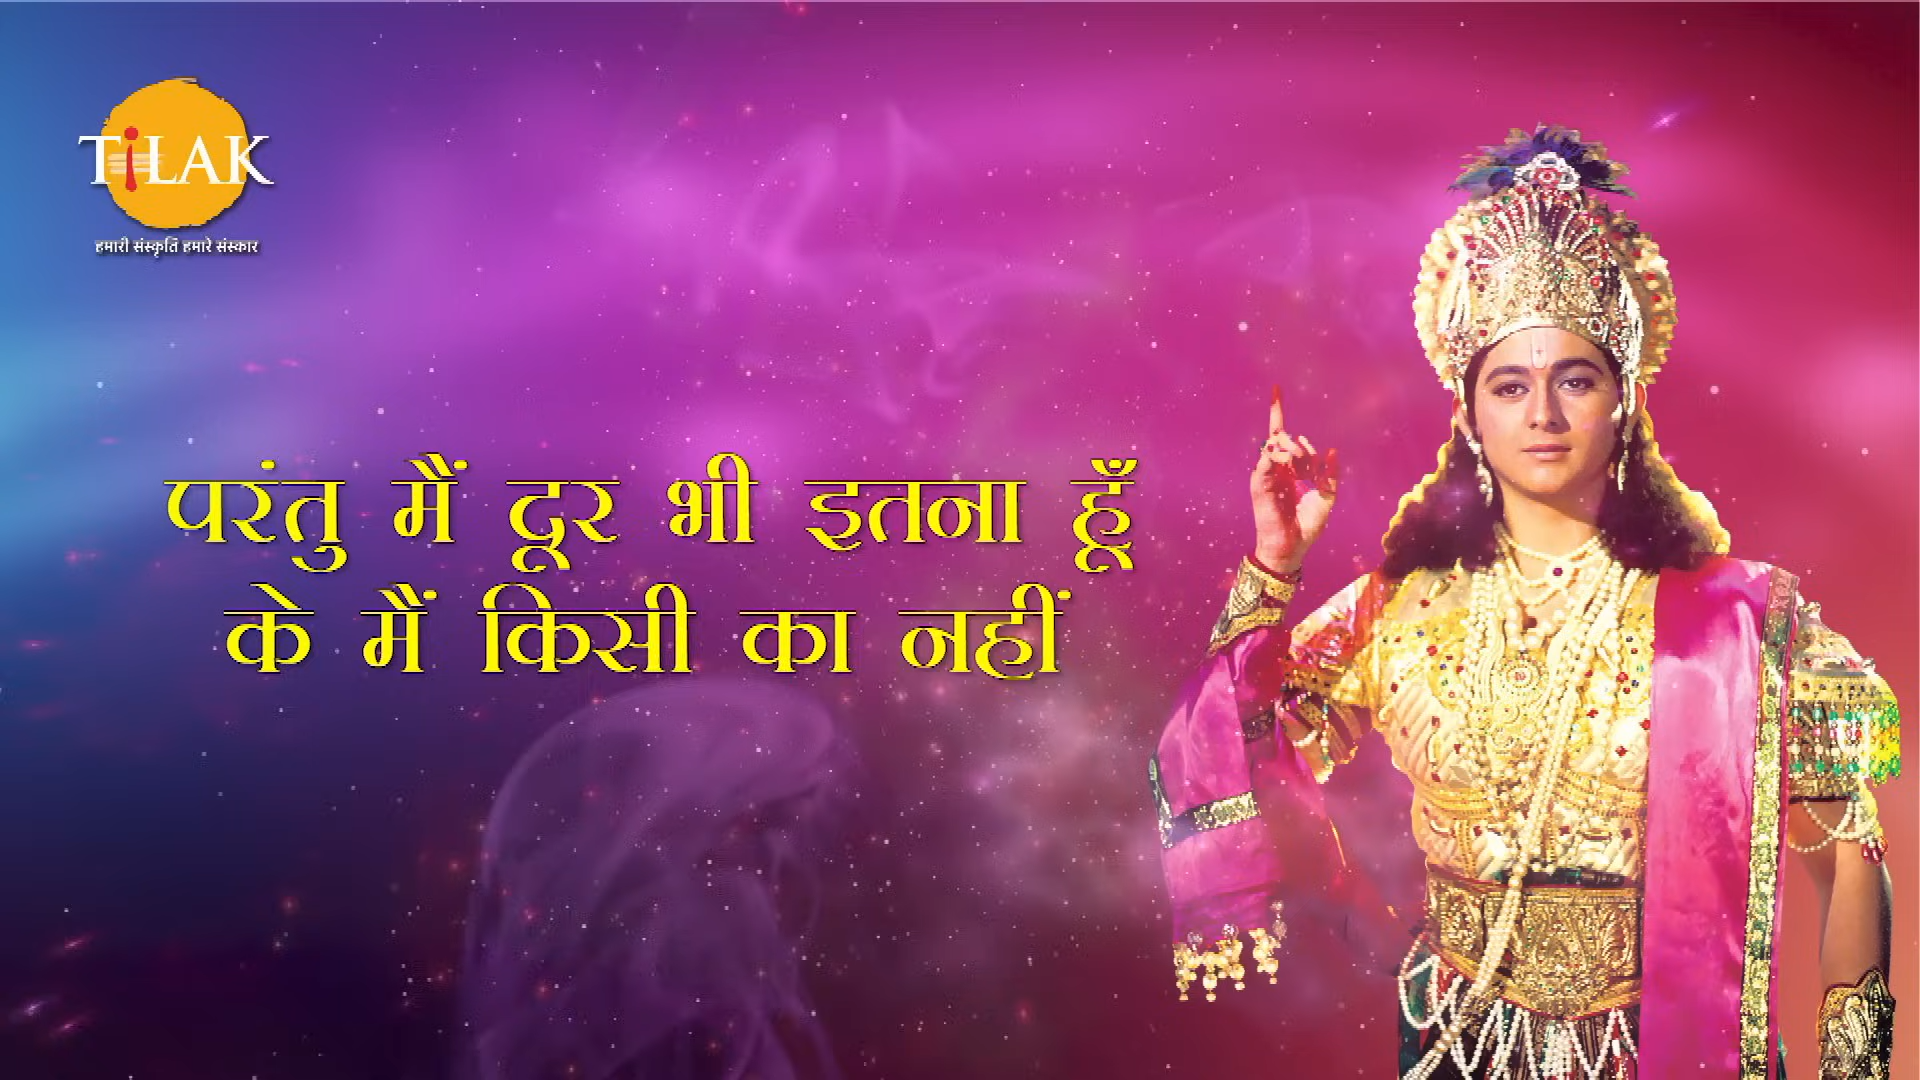 TiLAK
हमारी संस्कृति हमारे संस्कार
परंतु मैं दूर भी इतना हूँ
के मैं किसी का नहीं